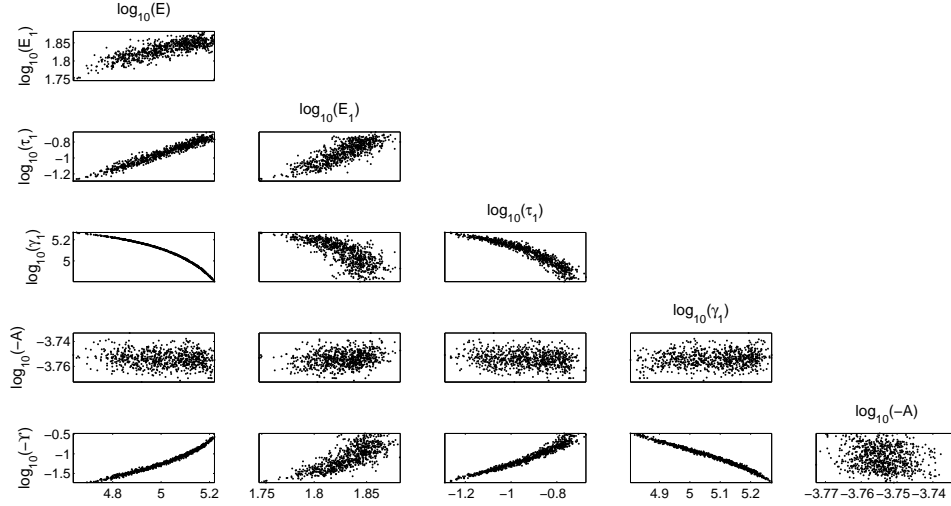 log10(E)
log10(E1)
1.85
1.8
1.75
log10(E1)
log10(τ1)
−0.8
−1
−1.2
log10(τ1)
log10(γ1)
5.2
5
log10(γ1)
log10(−A)
−3.74
−3.76
log10(−A)
log10(−ϒ)
−0.5
−1
−1.5
4.8 5 5.2
1.75 1.8 1.85
−1.2 −1 −0.8
4.9 5 5.1 5.2
−3.77 −3.76 −3.75 −3.74